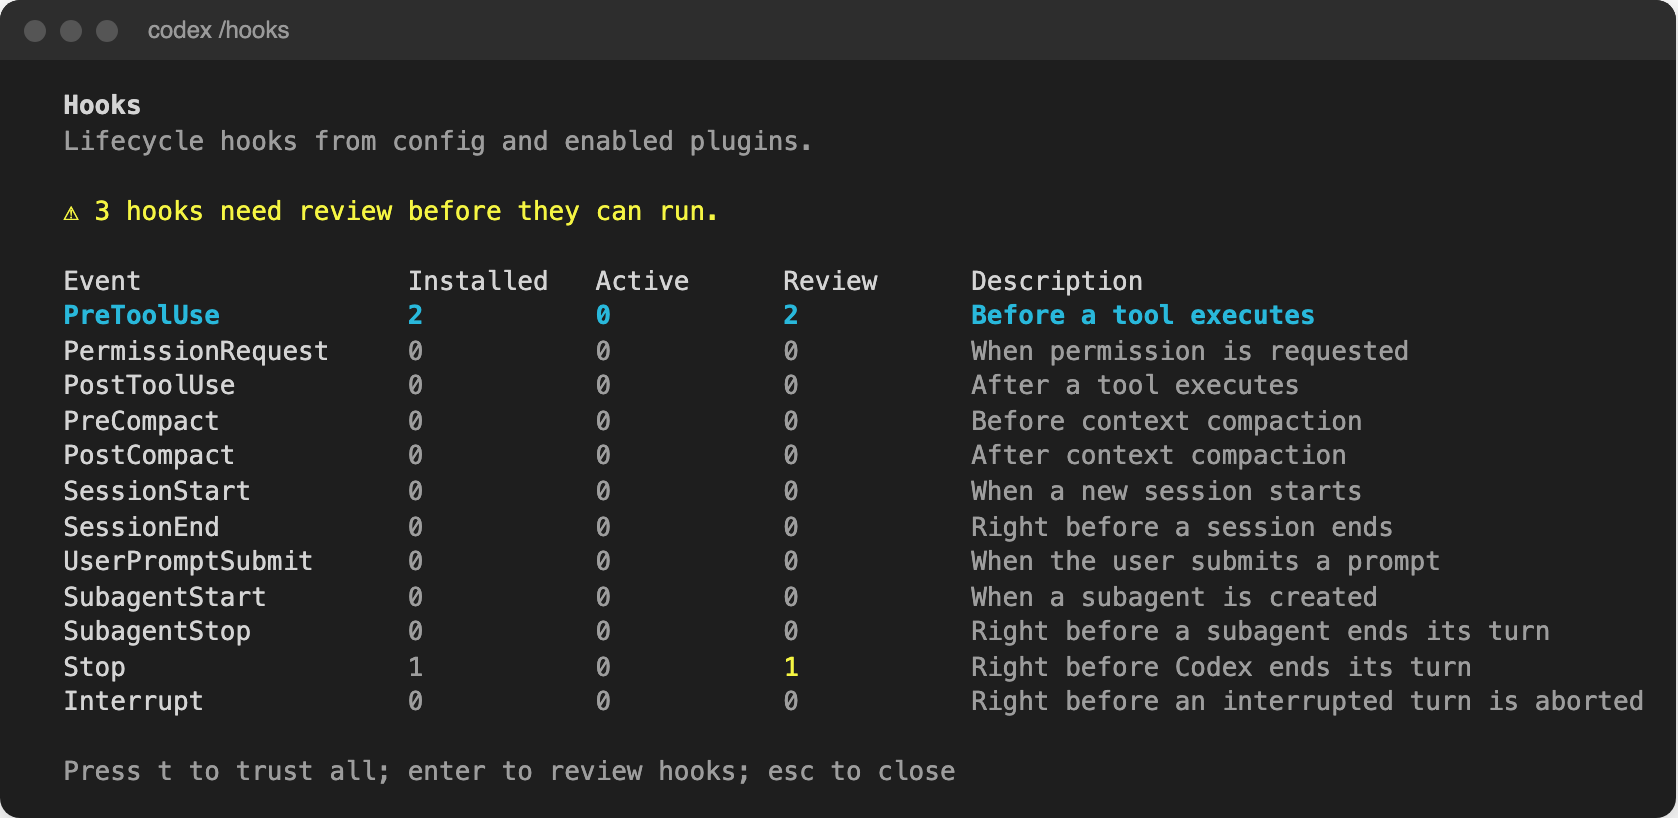 codex /hooks
Hooks
Lifecycle hooks from config and enabled plugins.
⚠ 3 hooks need review before they can run.
Event Installed Active Review Description
PreToolUse 2 0 2 Before a tool executes
PermissionRequest 0 0 0 When permission is requested
PostToolUse 0 0 0 After a tool executes
PreCompact 0 0 0 Before context compaction
PostCompact 0 0 0 After context compaction
SessionStart 0 0 0 When a new session starts
SessionEnd 0 0 0 Right before a session ends
UserPromptSubmit 0 0 0 When the user submits a prompt
SubagentStart 0 0 0 When a subagent is created
SubagentStop 0 0 0 Right before a subagent ends its turn
Stop 1 0 1 Right before Codex ends its turn
Interrupt 0 0 0 Right before an interrupted turn is aborted
Press t to trust all; enter to review hooks; esc to close